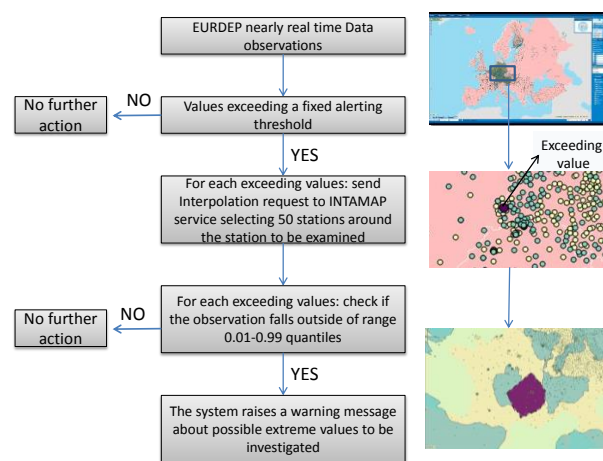 EURDEP nearly real time Data
observations
NO
No further
action
Values exceeding a fixed alerting
threshold
YES
Exceeding
value
For each exceeding values: send
Interpolation request to INTAMAP
service selecting 50 stations around
the station to be examined
NO
No further
action
For each exceeding values: check if
the observation falls outside of range
0.01-0.99 quantiles
YES
The system raises a warning message
about possible extreme values to be
investigated